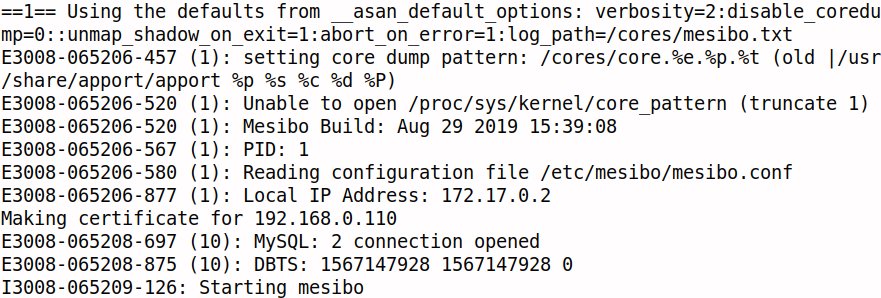 ==1== Using the defaults from __asan_default_options: verbosity=2:disable_coredu
mp=0::unmap_shadow_on_exit=1:abort_on_error=1:log_path=/cores/mesibo.txt
E3008-065206-457 (1): setting core dump pattern: /cores/core.%e.%p.%t (old |/usr
/share/apport/apport %p %s %c %d %P)
E3008-065206-520 (1): Unable to open /proc/sys/kernel/core_pattern (truncate 1)
E3008-065206-520 (1): Mesibo Build: Aug 29 2019 15:39:08
E3008-065206-567 (1): PID: 1
E3008-065206-580 (1): Reading configuration file /etc/mesibo/mesibo.conf
E3008-065206-877 (1): Local IP Address: 172.17.0.2
Making certificate for 192.168.0.110
E3008-065208-697 (10): MySQL: 2 connection opened
E3008-065208-875 (10): DBTS: 1567147928 1567147928 0
I3008-065209-126: Starting mesibo